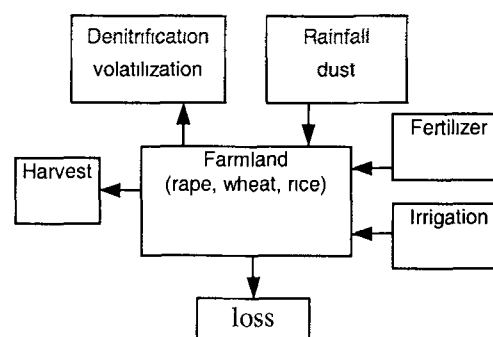 Denitrification
volatilization
Rainfall
dust
Fertilizer
Harvest
Farmland
(rape, wheat, rice)
Irrigation
loss